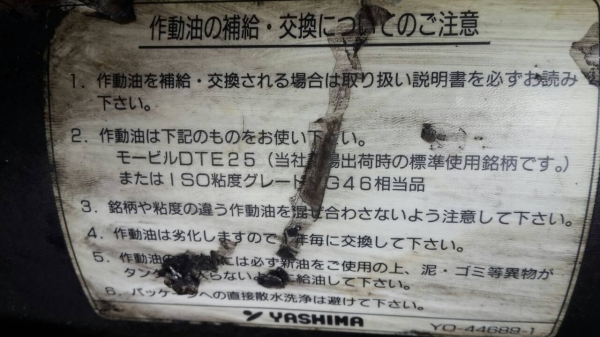 作動油の補給・交換についてのご注意
1. 作動油を補給・交換される場合は取り扱い説明書を必ずお読み
下さい。
2. 作動油は下記のものをお使い下さい。
モービルDTE25（当社 場出荷時の標準使用銘柄です。）
またはISO粘度グレード G46相当品
3. 銘柄や粘度の違う作動油を混ぜ合わさないよう注意して下さい。
4. 作動油は劣化しますので 年毎に交換して下さい。
5. 作動油の には必ず新油をご使用の上、泥・ゴミ等異物が
タンク 入らないよ に給油して下さい。
6. パッケージへの直接散水洗浄は避けて下さい。
YASHIMA
YO-44689-1